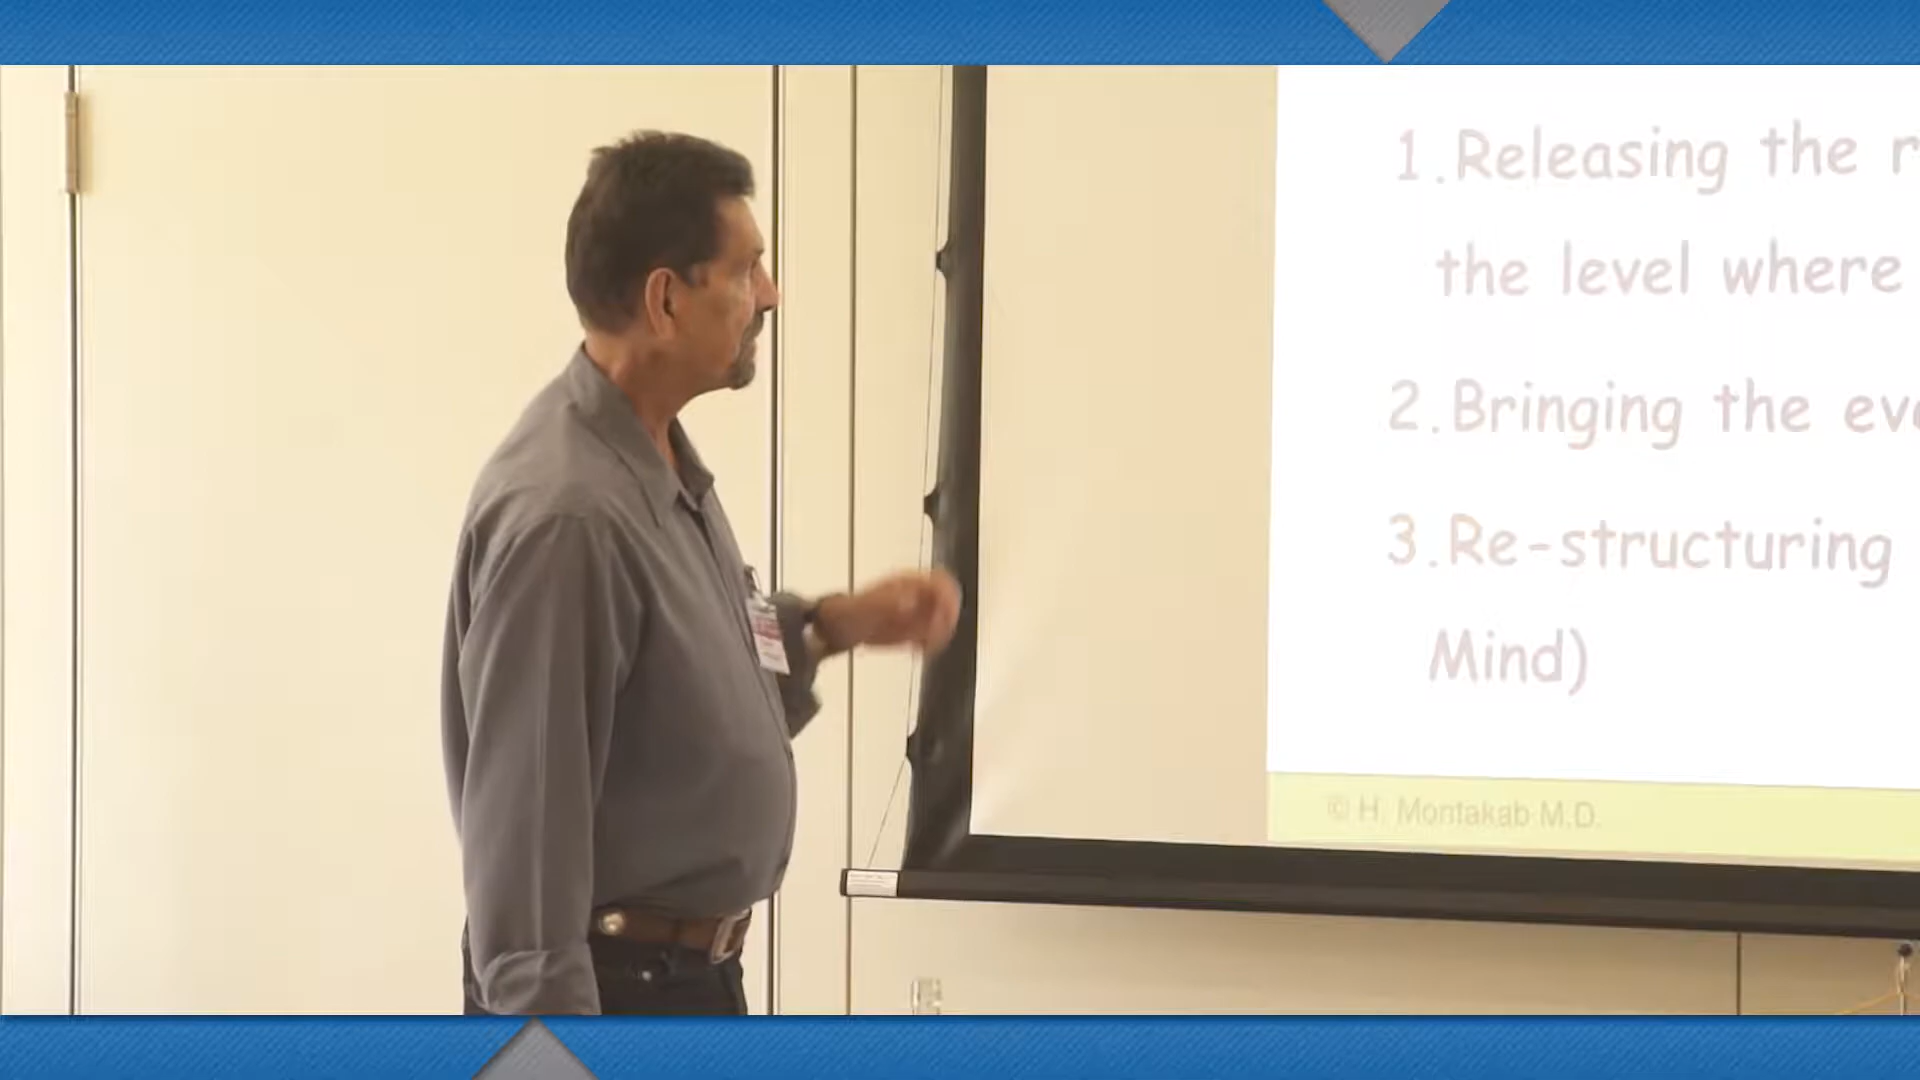 1. Releasing the
the level where
2. Bringing the
3. Re-structuring
Mind)
© H. Montakab M.D.